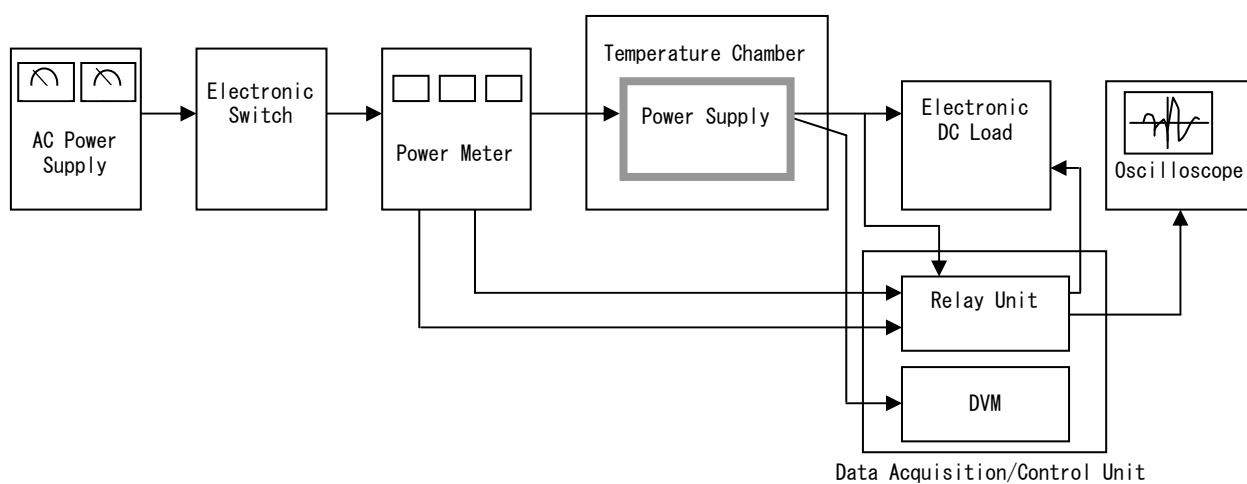 AC Power
Supply
Electronic
Switch
Power Meter
Temperature Chamber
Power Supply
Electronic
DC Load
Oscilloscope
Relay Unit
DVM
Data Acquisition/Control Unit